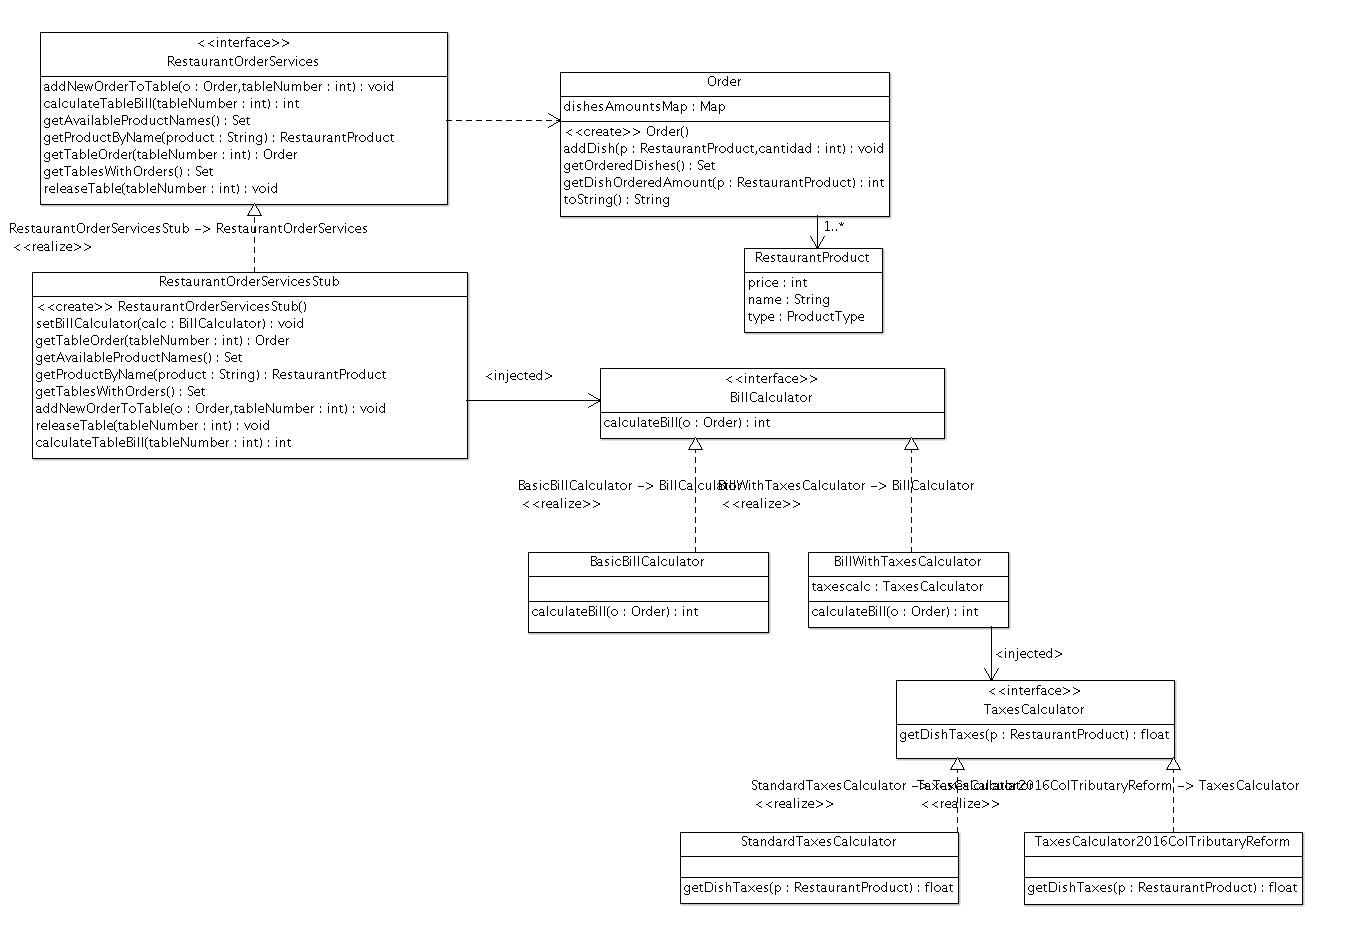 <<interface>>
RestaurantOrderServices
addNewOrderToTable(o : Order,tableNumber : int) : void
calculateTableBill(tableNumber : int) : int
getAvailableProductNames() : Set
getProductByName(product : String) : RestaurantProduct
getTableOrder(tableNumber : int) : Order
getTablesWithOrders() : Set
releaseTable(tableNumber : int) : void
Order
dishesAmountsMap : Map
<<create>> Order()
addDish(p : RestaurantProduct,cantidad : int) : void
getOrderedDishes() : Set
getDishOrderedAmount(p : RestaurantProduct) : int
toString() : String
1..*
RestaurantProduct
price : int
name : String
type : ProductType
RestaurantOrderServicesStub -> RestaurantOrderServices
<<realize>>
RestaurantOrderServicesStub
<<create>> RestaurantOrderServicesStub()
setBillCalculator(calc : BillCalculator) : void
getTableOrder(tableNumber : int) : Order
getAvailableProductNames() : Set
getProductByName(product : String) : RestaurantProduct
getTablesWithOrders() : Set
addNewOrderToTable(o : Order,tableNumber : int) : void
releaseTable(tableNumber : int) : void
calculateTableBill(tableNumber : int) : int
<injected>
<<interface>>
BillCalculator
calculateBill(o : Order) : int
BasicBillCalculator -> BillCalculator
<<realize>>
BillWithTaxesCalculator -> BillCalculator
<<realize>>
BasicBillCalculator
calculateBill(o : Order) : int
BillWithTaxesCalculator
taxescalc : TaxesCalculator
calculateBill(o : Order) : int
<injected>
<<interface>>
TaxesCalculator
getDishTaxes(p : RestaurantProduct) : float
StandardTaxesCalculator -> TaxesCalculator
<<realize>>
TaxesCalculator2016ColTributaryReform -> TaxesCalculator
<<realize>>
StandardTaxesCalculator
getDishTaxes(p : RestaurantProduct) : float
TaxesCalculator2016ColTributaryReform
getDishTaxes(p : RestaurantProduct) : float